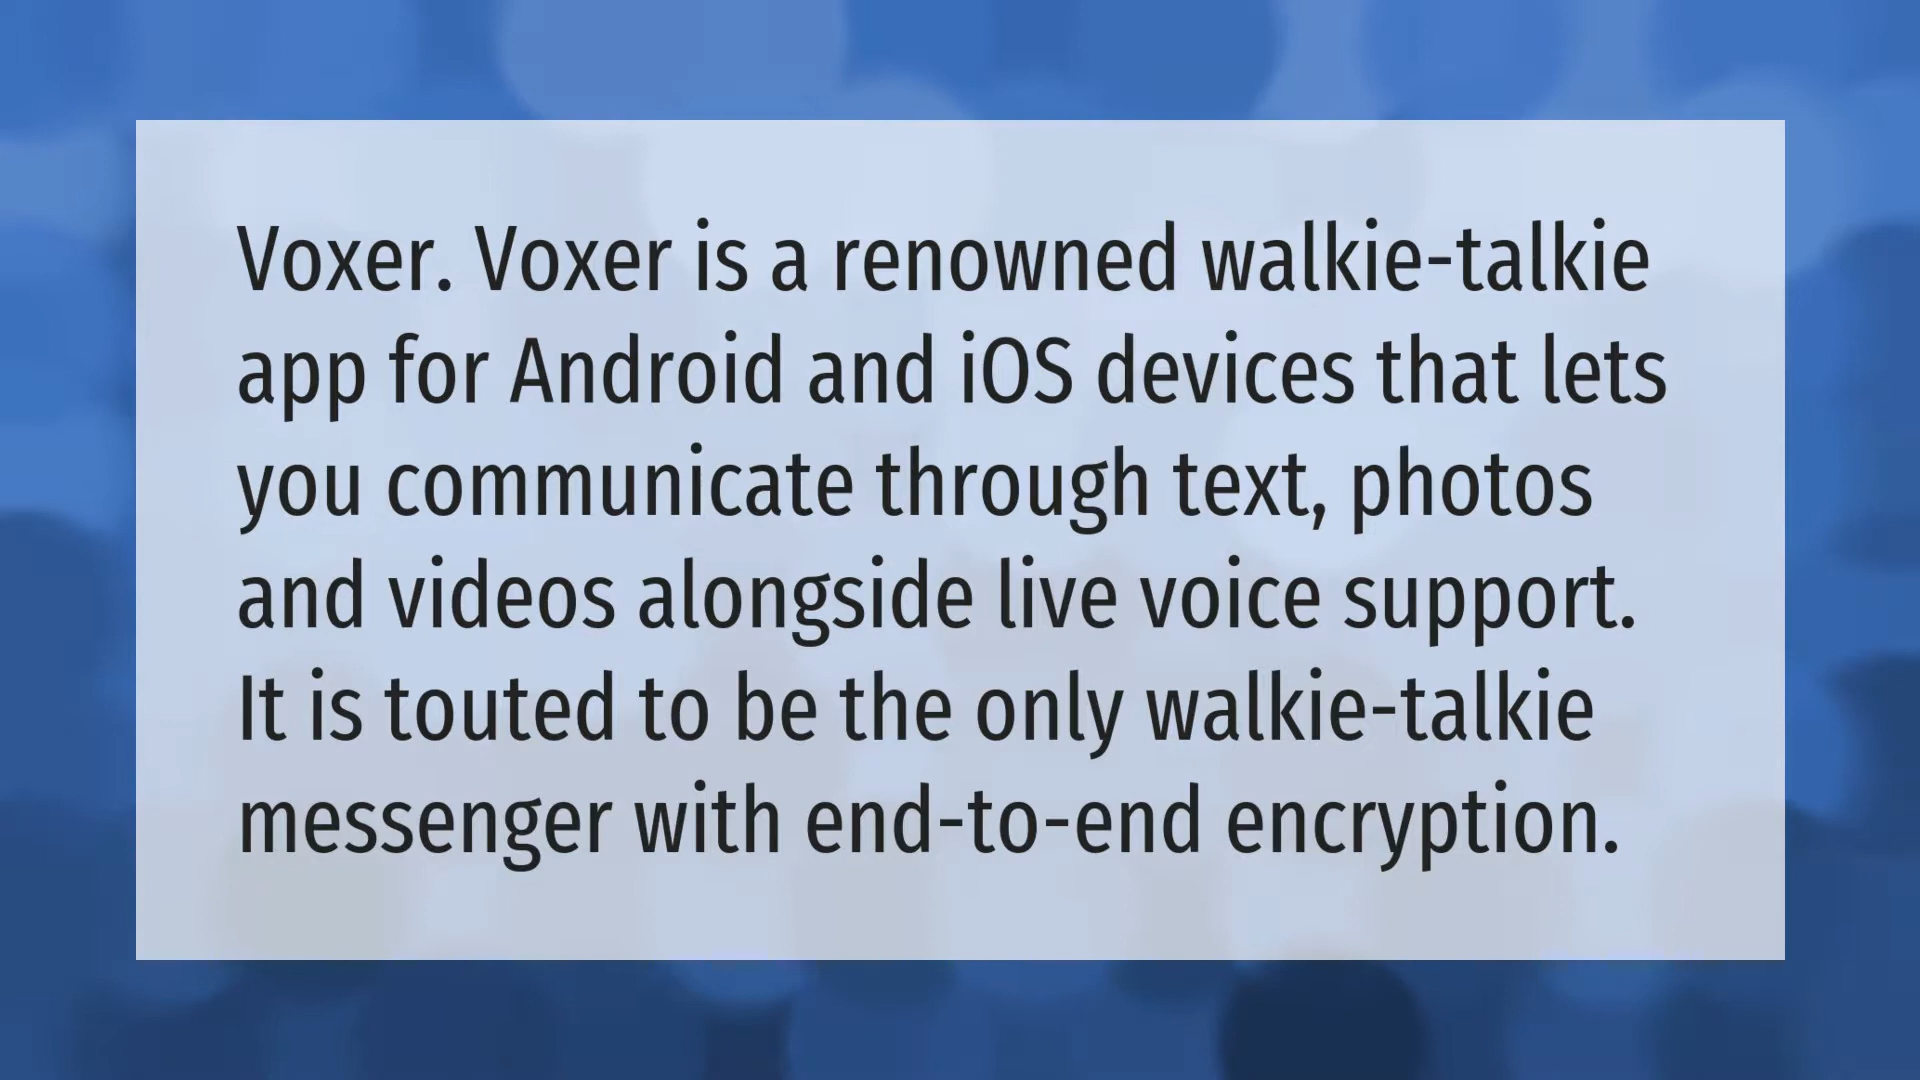 Voxer. Voxer is a renowned walkie-talkie
app for Android and iOS devices that lets
you communicate through text, photos
and videos alongside live voice support.
It is touted to be the only walkie-talkie
messenger with end-to-end encryption.